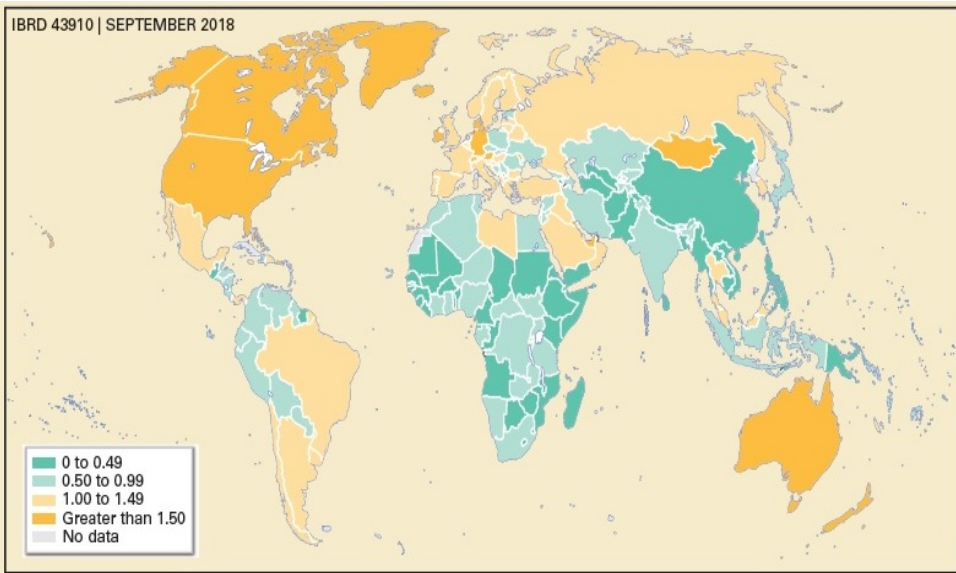 IBRD 43910 | SEPTEMBER 2018
0 to 0.49
0.50 to 0.99
1.00 to 1.49
Greater than 1.50
No data